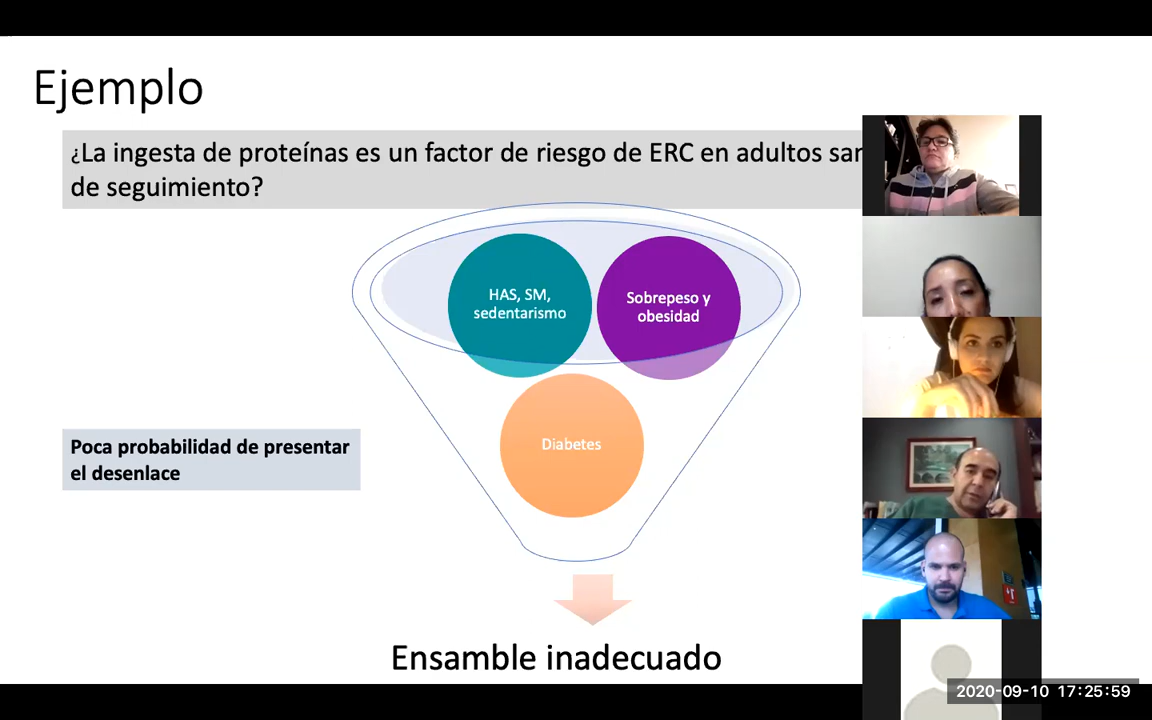 Ejemplo
¿La ingesta de proteínas es un factor de riesgo de ERC en adultos
de seguimiento?
HAS, SM,
sedentarismo
Sobrepeso y
obesidad
Diabetes
Poca probabilidad de presentar
el desenlace
Ensamble inadecuado
2020-09-10 17:25:59